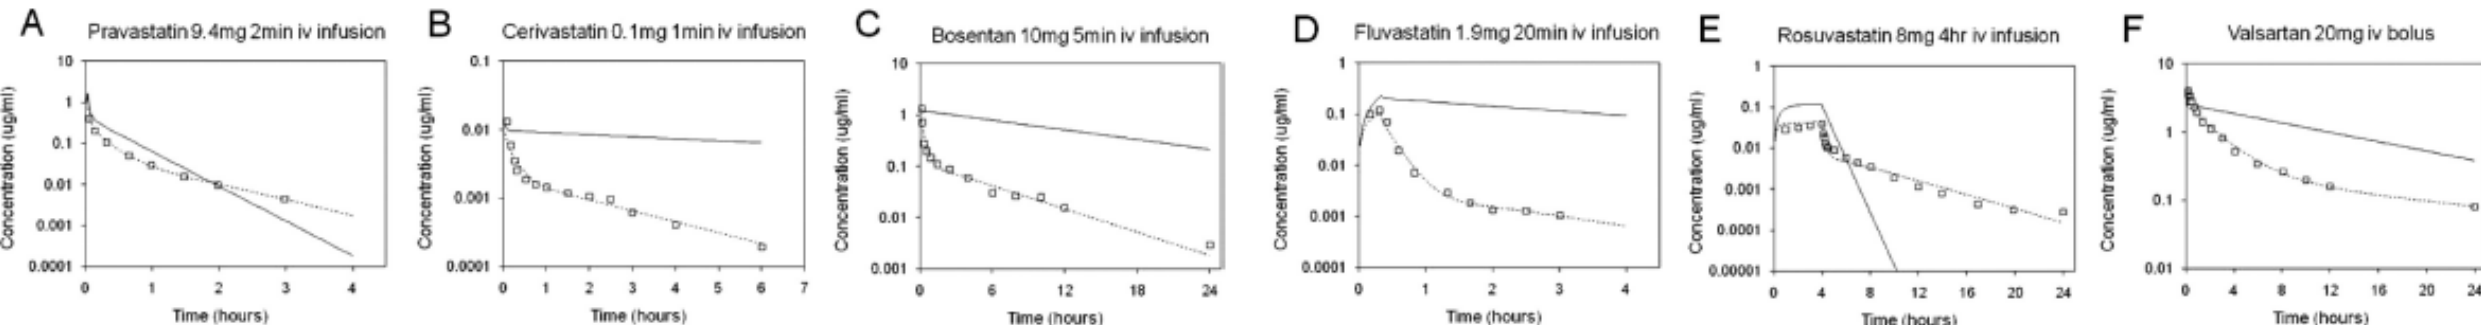 A Pravastatin 9.4mg 2min iv infusion
Concentration (ug/ml)
10
1
0.1
0.01
0.001
0.0001
0 1 2 3 4
Time (hours)
B Cerivastatin 0.1mg 1min iv infusion
Concentration (ug/ml)
0.1
0.01
0.001
0.0001
0 1 2 3 4 5 6 7
Time (hours)
C Bosentan 10mg 5min iv infusion
Concentration (ug/ml)
10
1
0.1
0.01
0.001
0 6 12 18 24
Time (hours)
D Fluvastatin 1.9mg 20min iv infusion
Concentration (ug/ml)
1
0.1
0.01
0.001
0.0001
0 1 2 3 4
Time (hours)
E Rosuvastatin 8mg 4hr iv infusion
Concentration (ug/ml)
1
0.1
0.01
0.001
0.0001
0.00001
0 4 8 12 16 20 24
Time (hours)
F Valsartan 20mg iv bolus
Concentration (ug/ml)
10
1
0.1
0.01
0 4 8 12 16 20 24
Time (hours)